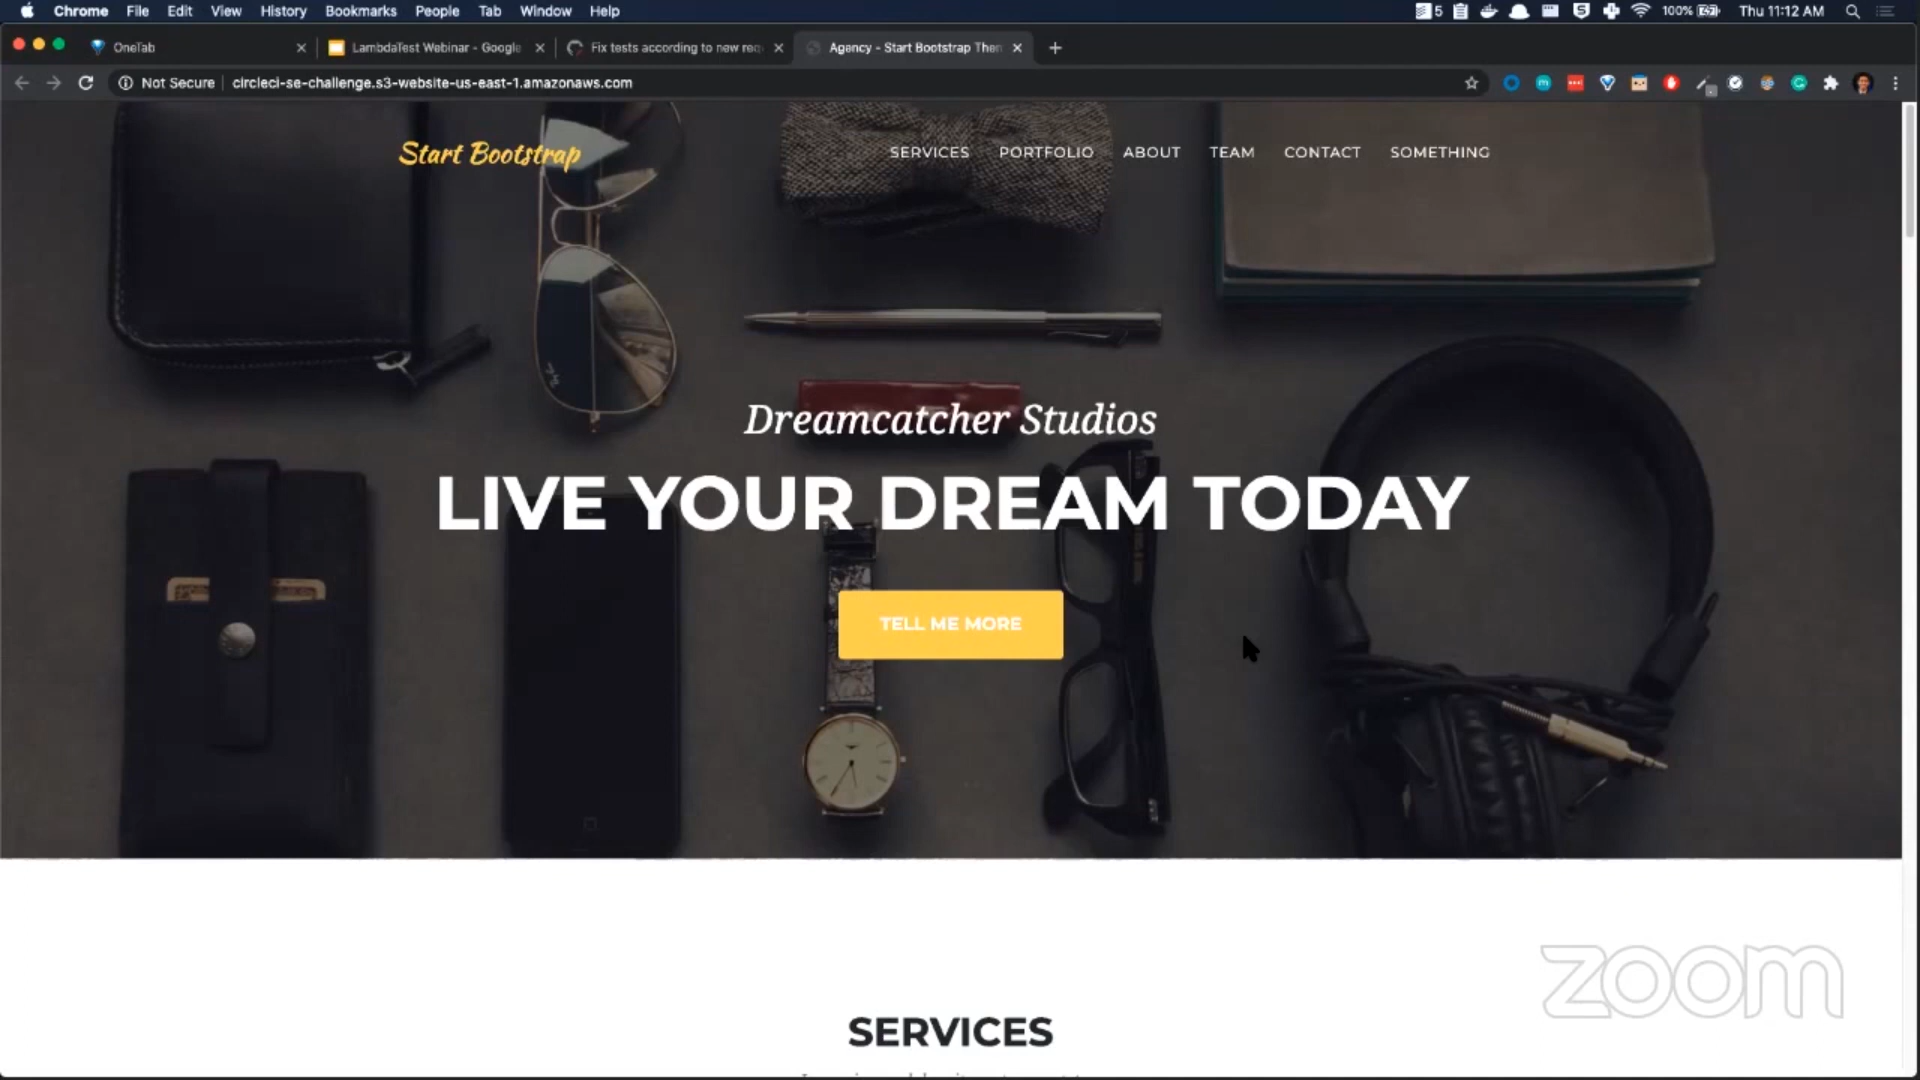 Chrome File Edit View History Bookmarks People Tab Window Help 5 100% Thu 11:12 AM
OneTab LambdaTest Webinar - Google Fix tests according to new req Agency - Start Bootstrap Then
Not Secure circleci-se-challenge.s3-website-us-east-1.amazonaws.com
Start Bootstrap SERVICES PORTFOLIO ABOUT TEAM CONTACT SOMETHING
Dreamcatcher Studios
LIVE YOUR DREAM TODAY
TELL ME MORE
zoom
SERVICES